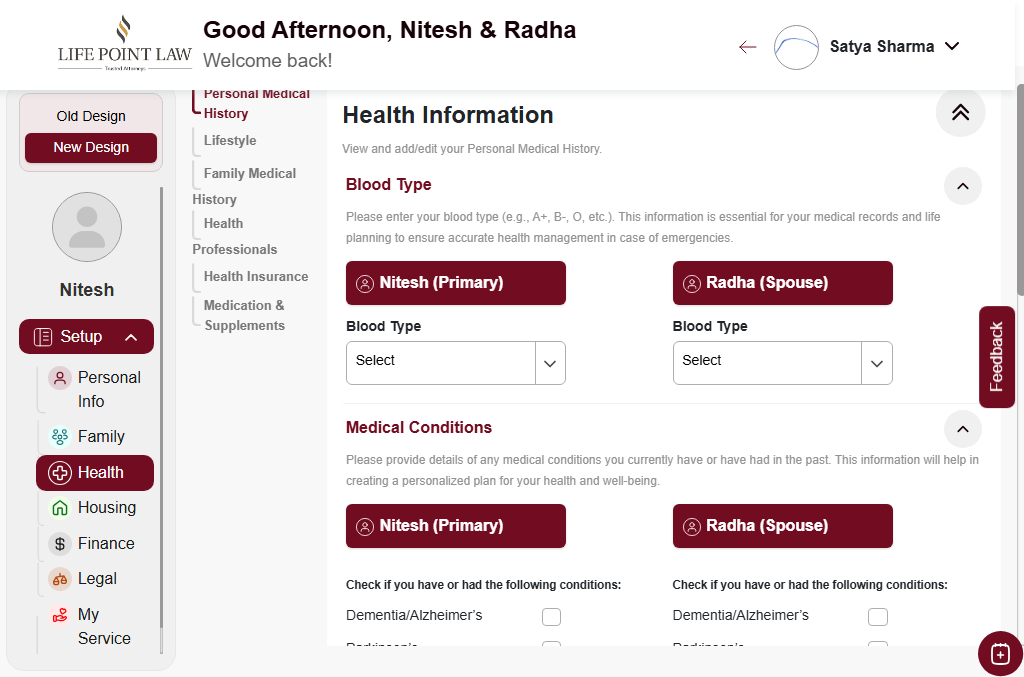 LIFE POINT LAW
Trusted Attorneys
Good Afternoon, Nitesh & Radha
Welcome back!
Satya Sharma
Old Design
New Design
Nitesh
Setup
Personal
Info
Family
Health
Housing
Finance
$
Legal
My
Service
Personal Medical
History
Lifestyle
Family Medical
History
Health
Professionals
Health Insurance
Medication &
Supplements
Health Information
View and add/edit your Personal Medical History.
Blood Type
Please enter your blood type (e.g., A+, B-, O, etc.). This information is essential for your medical records and life
planning to ensure accurate health management in case of emergencies.
Nitesh (Primary)
Radha (Spouse)
Blood Type
Blood Type
Select
Select
Medical Conditions
Please provide details of any medical conditions you currently have or have had in the past. This information will help in
creating a personalized plan for your health and well-being.
Nitesh (Primary)
Radha (Spouse)
Check if you have or had the following conditions:
Check if you have or had the following conditions:
Dementia/Alzheimer's
Dementia/Alzheimer's
Feedback